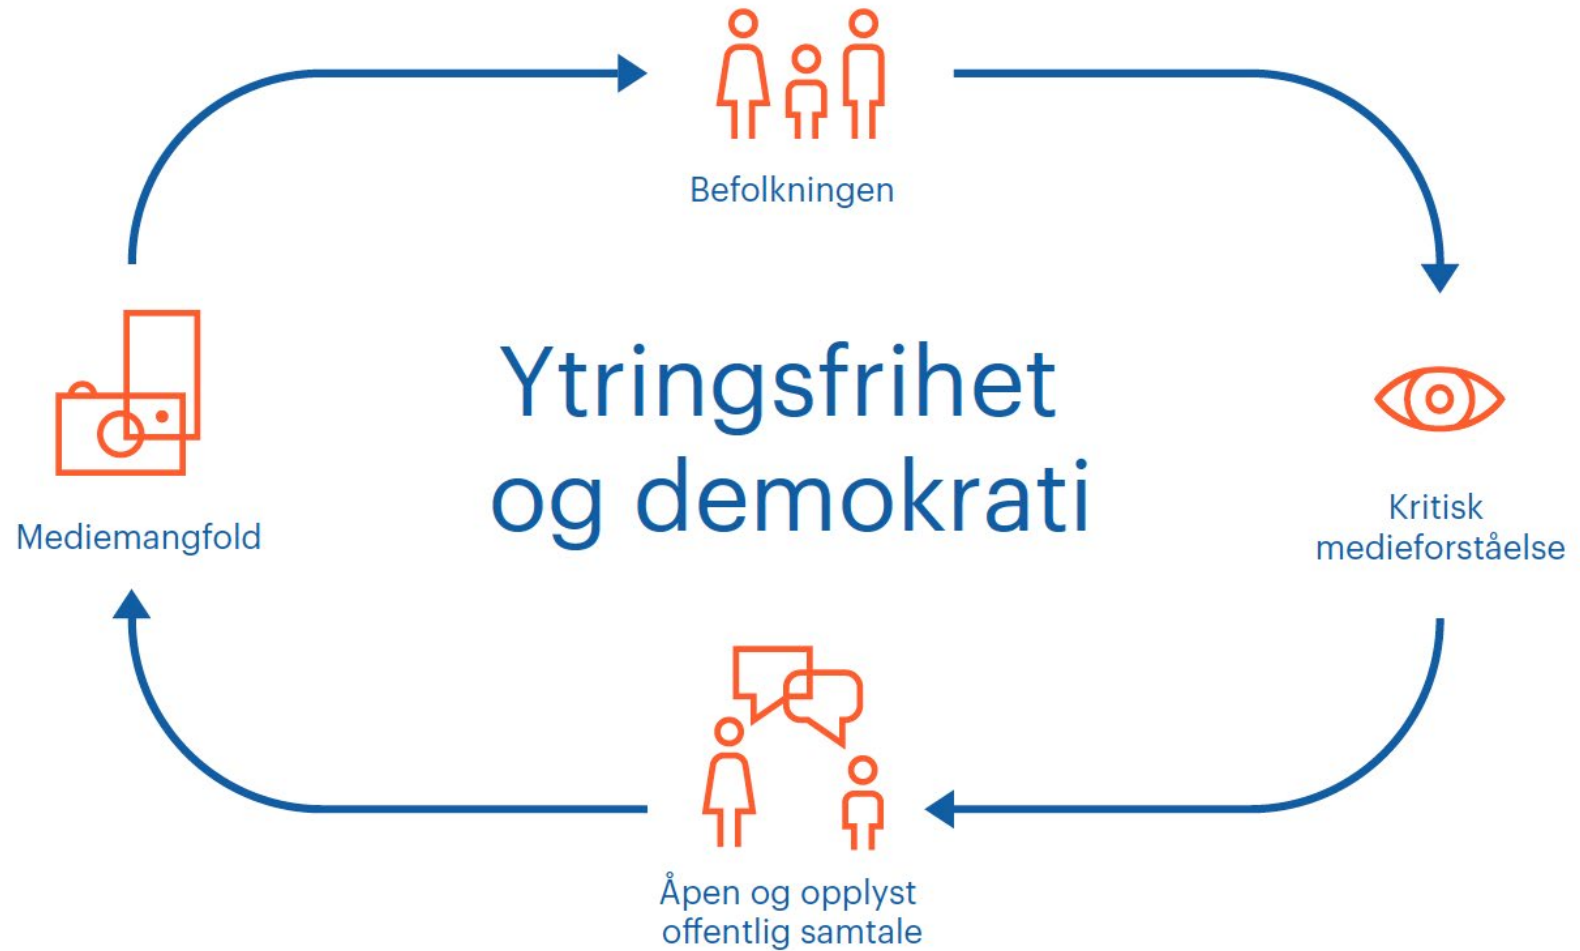 Befolkningen
Ytringsfrihet
og demokrati
Mediemangfold
Kritisk
medieforståelse
Åpen og opplyst
offentlig samtale